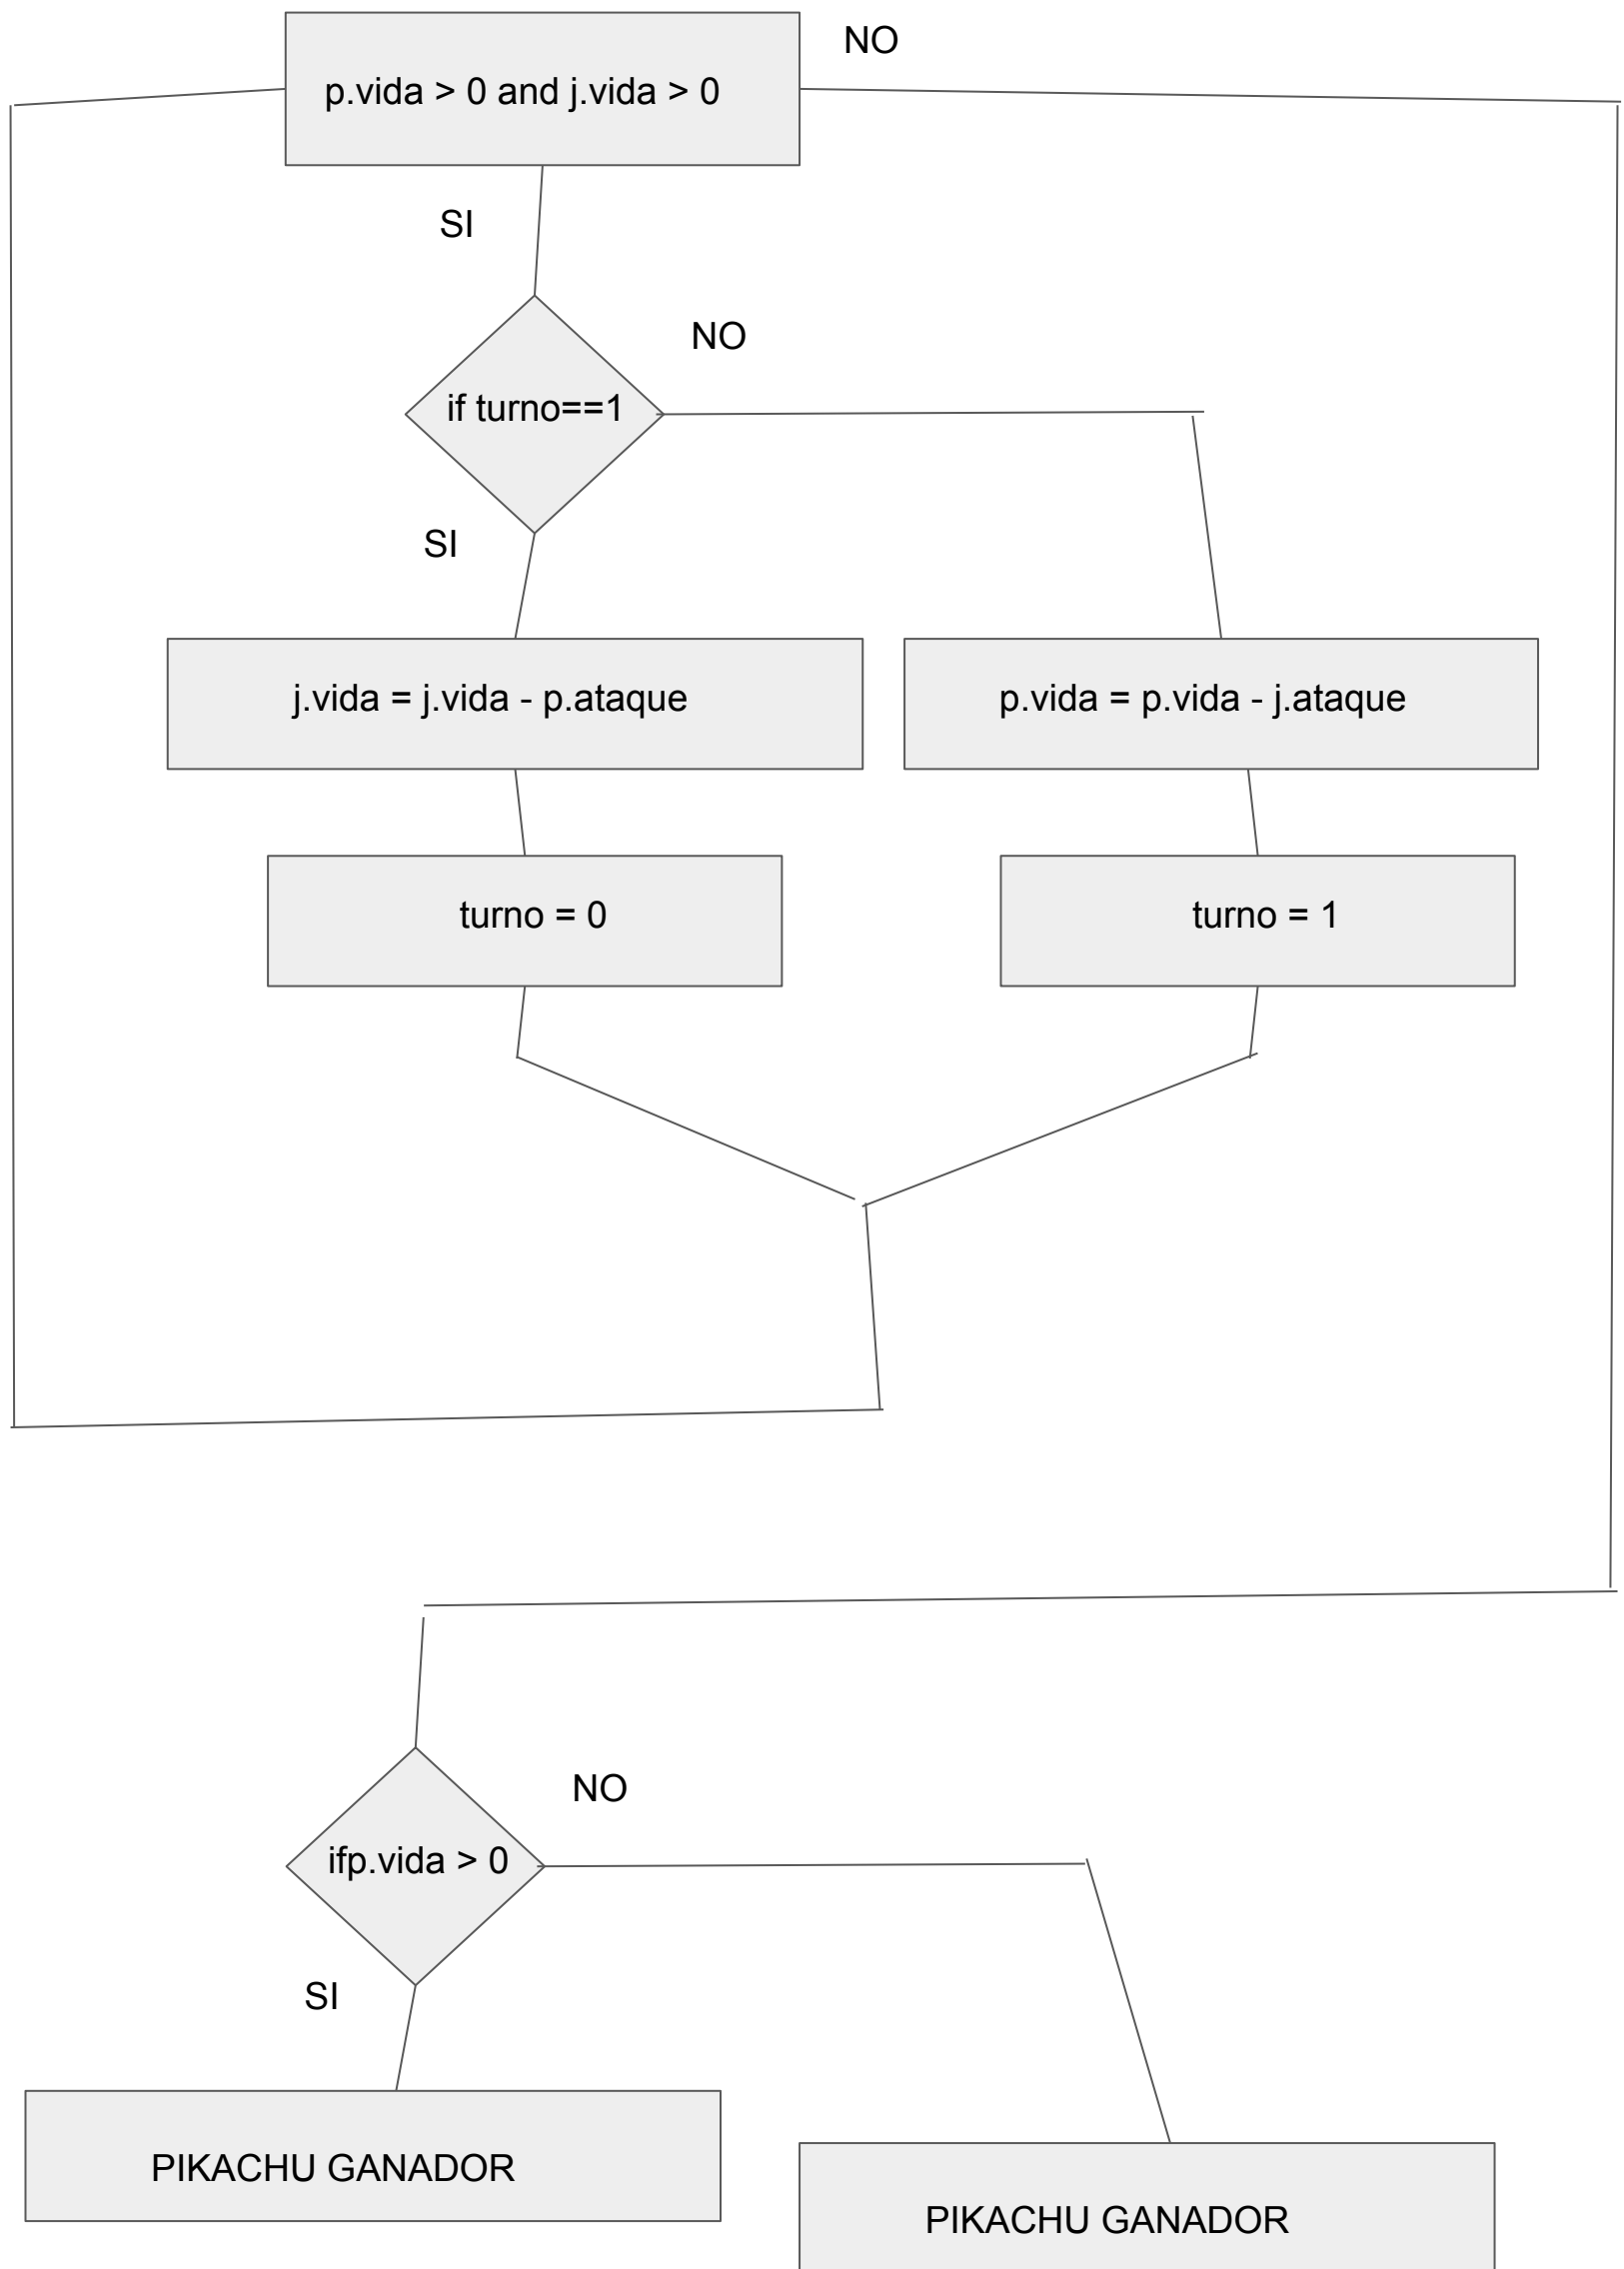 NO
p.vida > 0 and j.vida > 0
SI
NO
if turno==1
SI
j.vida = j.vida - p.ataque
p.vida = p.vida - j.ataque
turno = 0
turno = 1
NO
ifp.vida > 0
SI
PIKACHU GANADOR
PIKACHU GANADOR